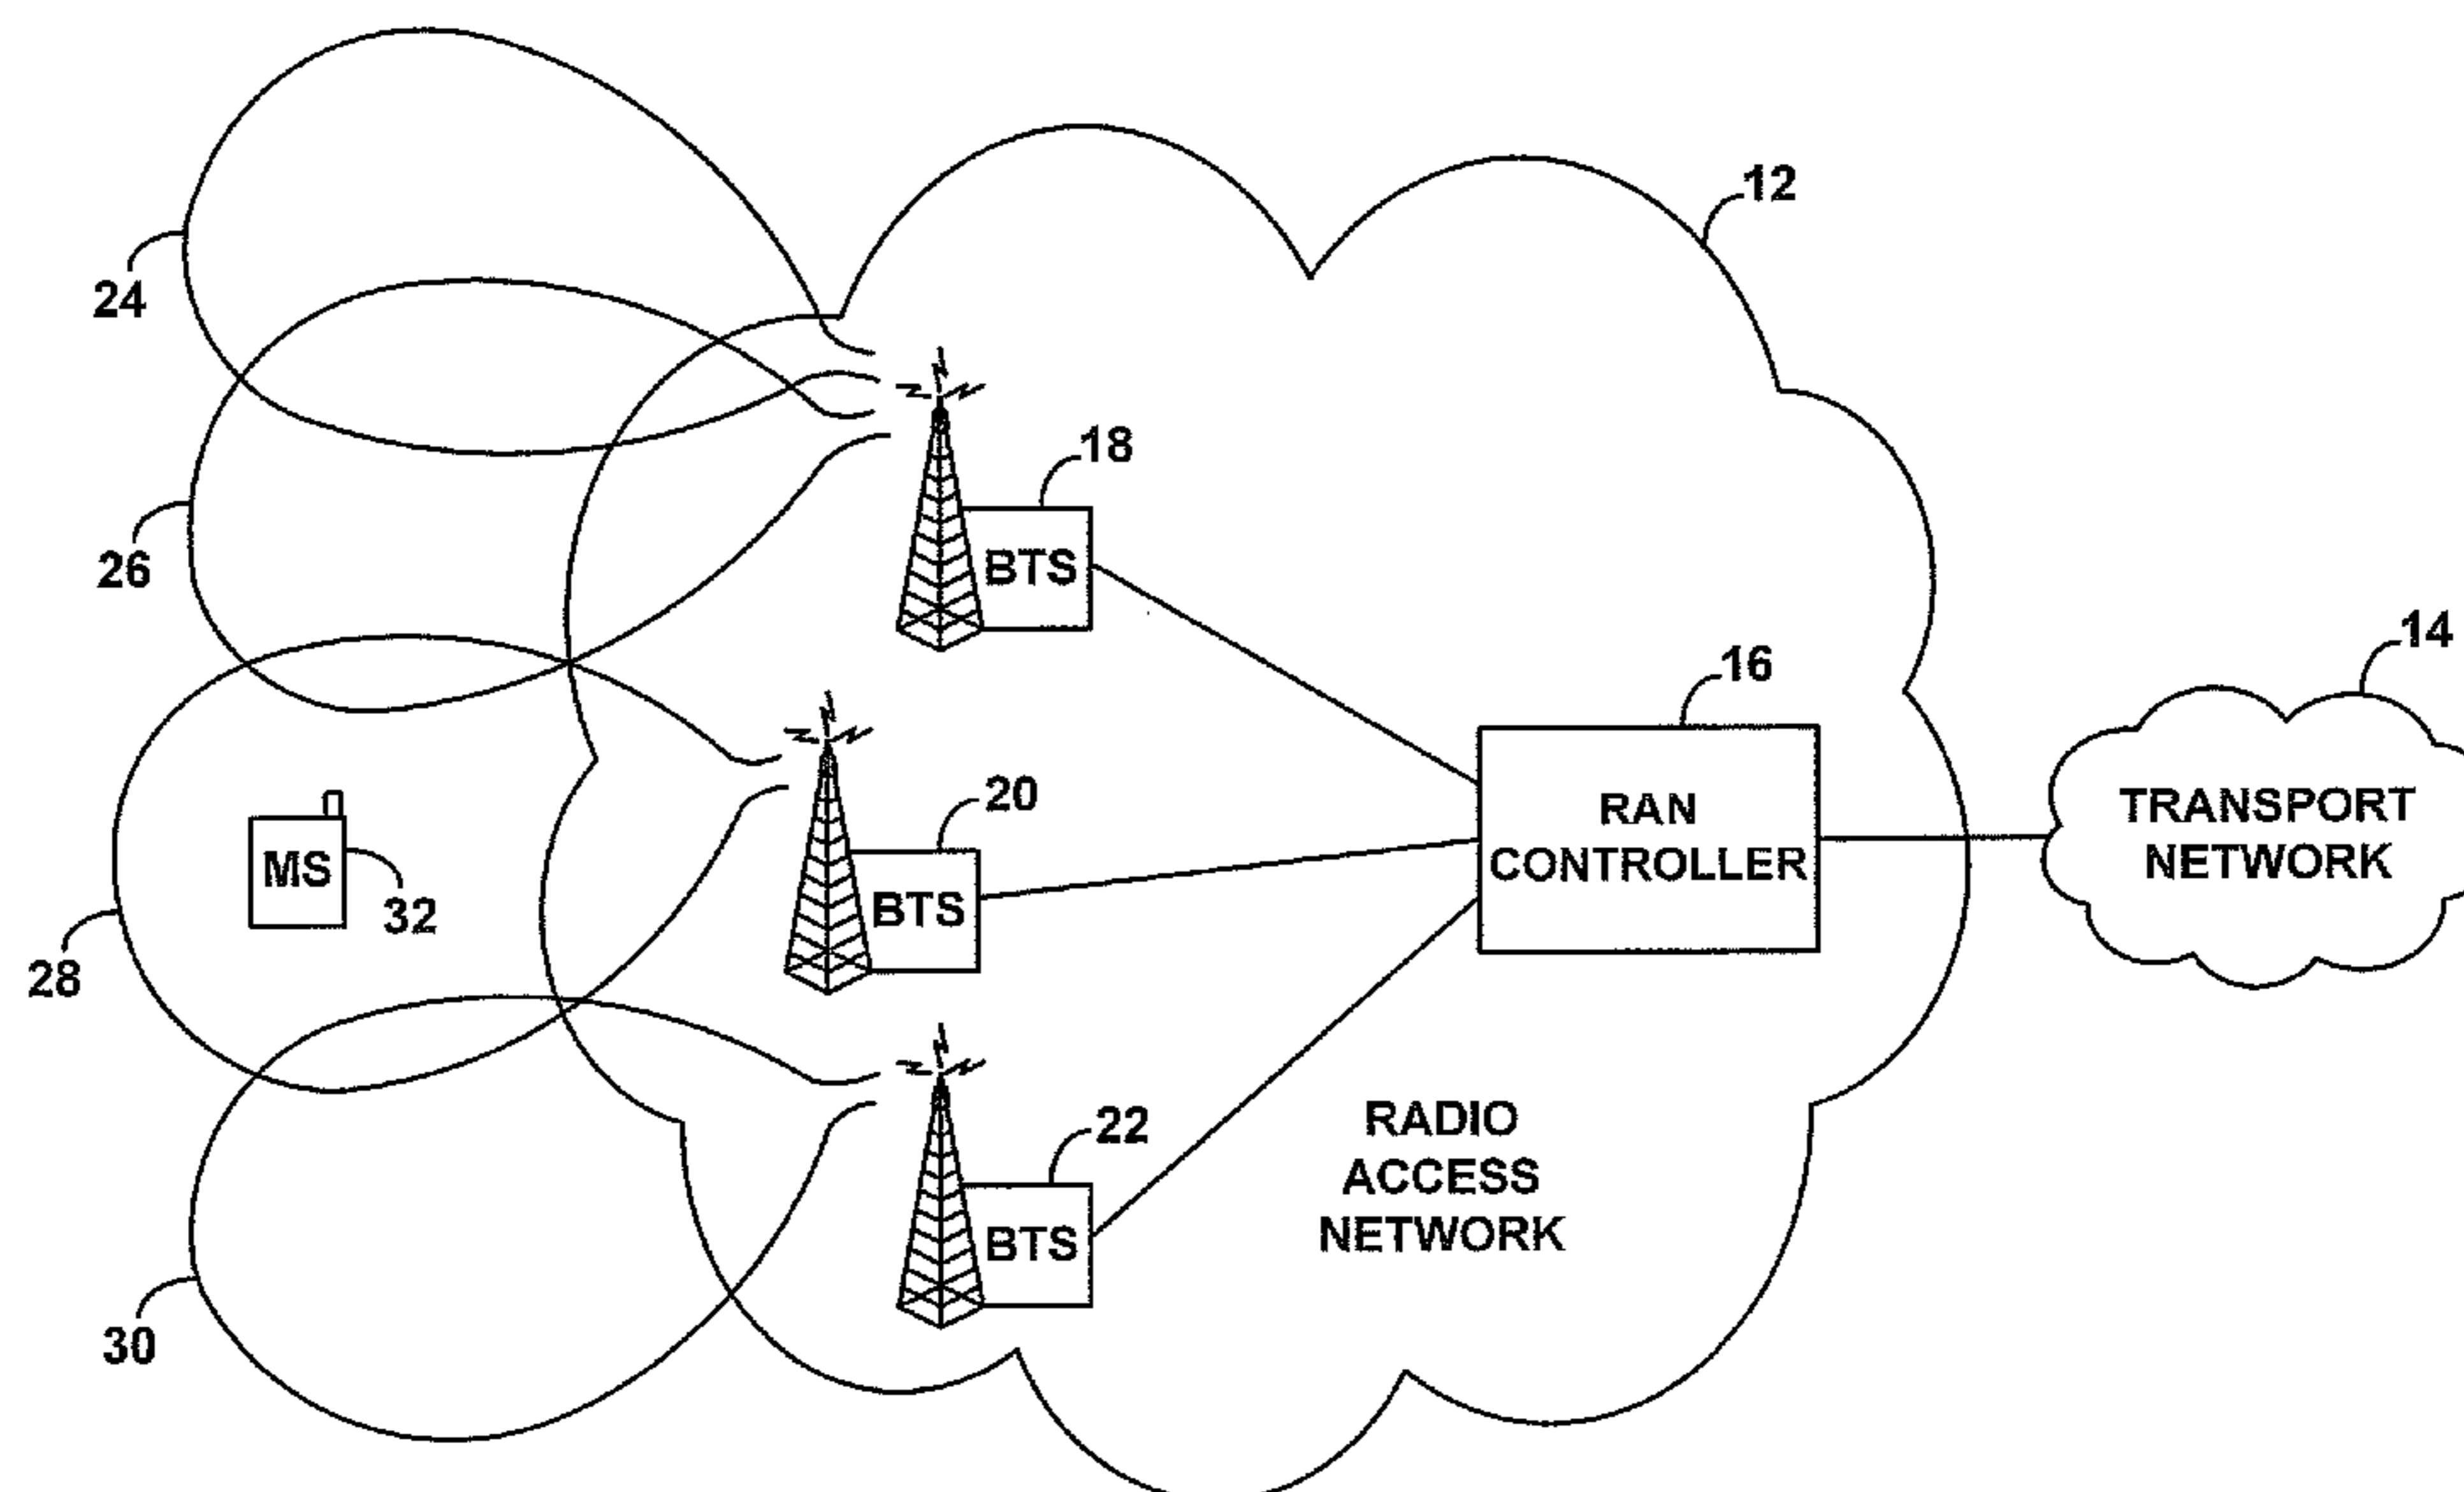 12
24
18
BTS
26
14
16
RAN
CONTROLLER
TRANSPORT
NETWORK
20
MS
32
BTS
28
RADIO
ACCESS
NETWORK
22
BTS
30